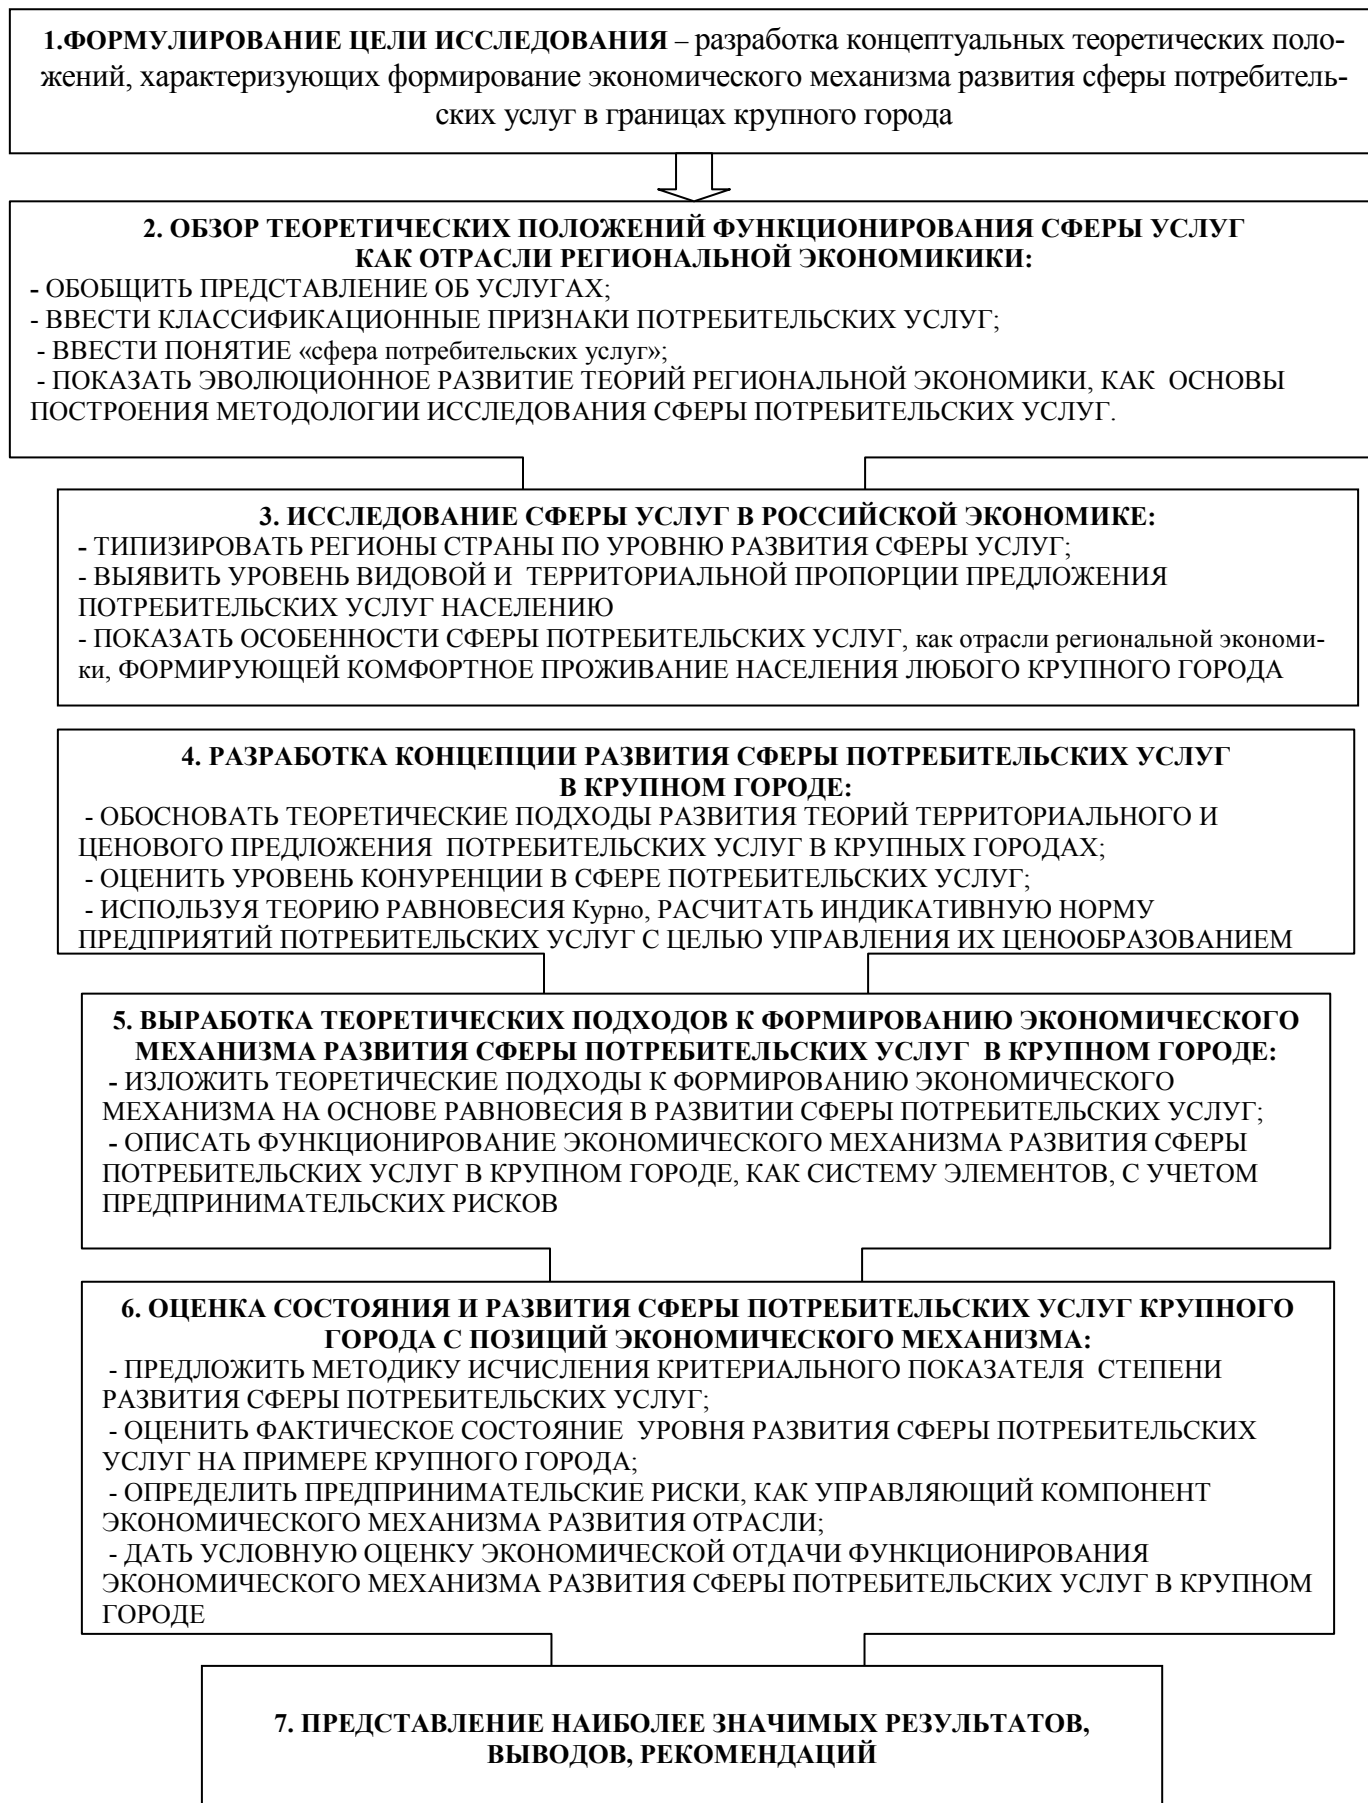 1.ФОРМУЛИРОВАНИЕ ЦЕЛИ ИССЛЕДОВАНИЯ – разработка концептуальных теоретических поло-
жений, характеризующих формирование экономического механизма развития сферы потребитель-
ских услуг в границах крупного города
2. ОБЗОР ТЕОРЕТИЧЕСКИХ ПОЛОЖЕНИЙ ФУНКЦИОНИРОВАНИЯ СФЕРЫ УСЛУГ
КАК ОТРАСЛИ РЕГИОНАЛЬНОЙ ЭКОНОМИКИКИ:
- ОБОБЩИТЬ ПРЕДСТАВЛЕНИЕ ОБ УСЛУГАХ;
- ВВЕСТИ КЛАССИФИКАЦИОННЫЕ ПРИЗНАКИ ПОТРЕБИТЕЛЬСКИХ УСЛУГ;
- ВВЕСТИ ПОНЯТИЕ «сфера потребительских услуг»;
- ПОКАЗАТЬ ЭВОЛЮЦИОННОЕ РАЗВИТИЕ ТЕОРИЙ РЕГИОНАЛЬНОЙ ЭКОНОМИКИ, КАК ОСНОВЫ
ПОСТРОЕНИЯ МЕТОДОЛОГИИ ИССЛЕДОВАНИЯ СФЕРЫ ПОТРЕБИТЕЛЬСКИХ УСЛУГ.
3. ИССЛЕДОВАНИЕ СФЕРЫ УСЛУГ В РОССИЙСКОЙ ЭКОНОМИКЕ:
- ТИПИЗИРОВАТЬ РЕГИОНЫ СТРАНЫ ПО УРОВНЮ РАЗВИТИЯ СФЕРЫ УСЛУГ;
- ВЫЯВИТЬ УРОВЕНЬ ВИДОВОЙ И ТЕРРИТОРИАЛЬНОЙ ПРОПОРЦИИ ПРЕДЛОЖЕНИЯ
ПОТРЕБИТЕЛЬСКИХ УСЛУГ НАСЕЛЕНИЮ
- ПОКАЗАТЬ ОСОБЕННОСТИ СФЕРЫ ПОТРЕБИТЕЛЬСКИХ УСЛУГ, как отрасли региональной экономи-
ки, ФОРМИРУЮЩЕЙ КОМФОРТНОЕ ПРОЖИВАНИЕ НАСЕЛЕНИЯ ЛЮБОГО КРУПНОГО ГОРОДА
4. РАЗРАБОТКА КОНЦЕПЦИИ РАЗВИТИЯ СФЕРЫ ПОТРЕБИТЕЛЬСКИХ УСЛУГ
В КРУПНОМ ГОРОДЕ:
- ОБОСНОВАТЬ ТЕОРЕТИЧЕСКИЕ ПОДХОДЫ РАЗВИТИЯ ТЕОРИЙ ТЕРРИТОРИАЛЬНОГО И
ЦЕНОВОГО ПРЕДЛОЖЕНИЯ ПОТРЕБИТЕЛЬСКИХ УСЛУГ В КРУПНЫХ ГОРОДАХ;
- ОЦЕНИТЬ УРОВЕНЬ КОНУРЕНЦИИ В СФЕРЕ ПОТРЕБИТЕЛЬСКИХ УСЛУГ;
- ИСПОЛЬЗУЯ ТЕОРИЮ РАВНОВЕСИЯ Курно, РАСЧИТАТЬ ИНДИКАТИВНУЮ НОРМУ
ПРЕДПРИЯТИЙ ПОТРЕБИТЕЛЬСКИХ УСЛУГ С ЦЕЛЬЮ УПРАВЛЕНИЯ ИХ ЦЕНООБРАЗОВАНИЕМ
5. ВЫРАБОТКА ТЕОРЕТИЧЕСКИХ ПОДХОДОВ К ФОРМИРОВАНИЮ ЭКОНОМИЧЕСКОГО
МЕХАНИЗМА РАЗВИТИЯ СФЕРЫ ПОТРЕБИТЕЛЬСКИХ УСЛУГ В КРУПНОМ ГОРОДЕ:
- ИЗЛОЖИТЬ ТЕОРЕТИЧЕСКИЕ ПОДХОДЫ К ФОРМИРОВАНИЮ ЭКОНОМИЧЕСКОГО
МЕХАНИЗМА НА ОСНОВЕ РАВНОВЕСИЯ В РАЗВИТИИ СФЕРЫ ПОТРЕБИТЕЛЬСКИХ УСЛУГ;
- ОПИСАТЬ ФУНКЦИОНИРОВАНИЕ ЭКОНОМИЧЕСКОГО МЕХАНИЗМА РАЗВИТИЯ СФЕРЫ
ПОТРЕБИТЕЛЬСКИХ УСЛУГ В КРУПНОМ ГОРОДЕ, КАК СИСТЕМУ ЭЛЕМЕНТОВ, С УЧЕТОМ
ПРЕДПРИНИМАТЕЛЬСКИХ РИСКОВ
6. ОЦЕНКА СОСТОЯНИЯ И РАЗВИТИЯ СФЕРЫ ПОТРЕБИТЕЛЬСКИХ УСЛУГ КРУПНОГО
ГОРОДА С ПОЗИЦИЙ ЭКОНОМИЧЕСКОГО МЕХАНИЗМА:
- ПРЕДЛОЖИТЬ МЕТОДИКУ ИСЧИСЛЕНИЯ КРИТЕРИАЛЬНОГО ПОКАЗАТЕЛЯ СТЕПЕНИ
РАЗВИТИЯ СФЕРЫ ПОТРЕБИТЕЛЬСКИХ УСЛУГ;
- ОЦЕНИТЬ ФАКТИЧЕСКОЕ СОСТОЯНИЕ УРОВНЯ РАЗВИТИЯ СФЕРЫ ПОТРЕБИТЕЛЬСКИХ
УСЛУГ НА ПРИМЕРЕ КРУПНОГО ГОРОДА;
- ОПРЕДЕЛИТЬ ПРЕДПРИНИМАТЕЛЬСКИЕ РИСКИ, КАК УПРАВЛЯЮЩИЙ КОМПОНЕНТ
ЭКОНОМИЧЕСКОГО МЕХАНИЗМА РАЗВИТИЯ ОТРАСЛИ;
- ДАТЬ УСЛОВНУЮ ОЦЕНКУ ЭКОНОМИЧЕСКОЙ ОТДАЧИ ФУНКЦИОНИРОВАНИЯ
ЭКОНОМИЧЕСКОГО МЕХАНИЗМА РАЗВИТИЯ СФЕРЫ ПОТРЕБИТЕЛЬСКИХ УСЛУГ В КРУПНОМ
ГОРОДЕ
7. ПРЕДСТАВЛЕНИЕ НАИБОЛЕЕ ЗНАЧИМЫХ РЕЗУЛЬТАТОВ,
ВЫВОДОВ, РЕКОМЕНДАЦИЙ